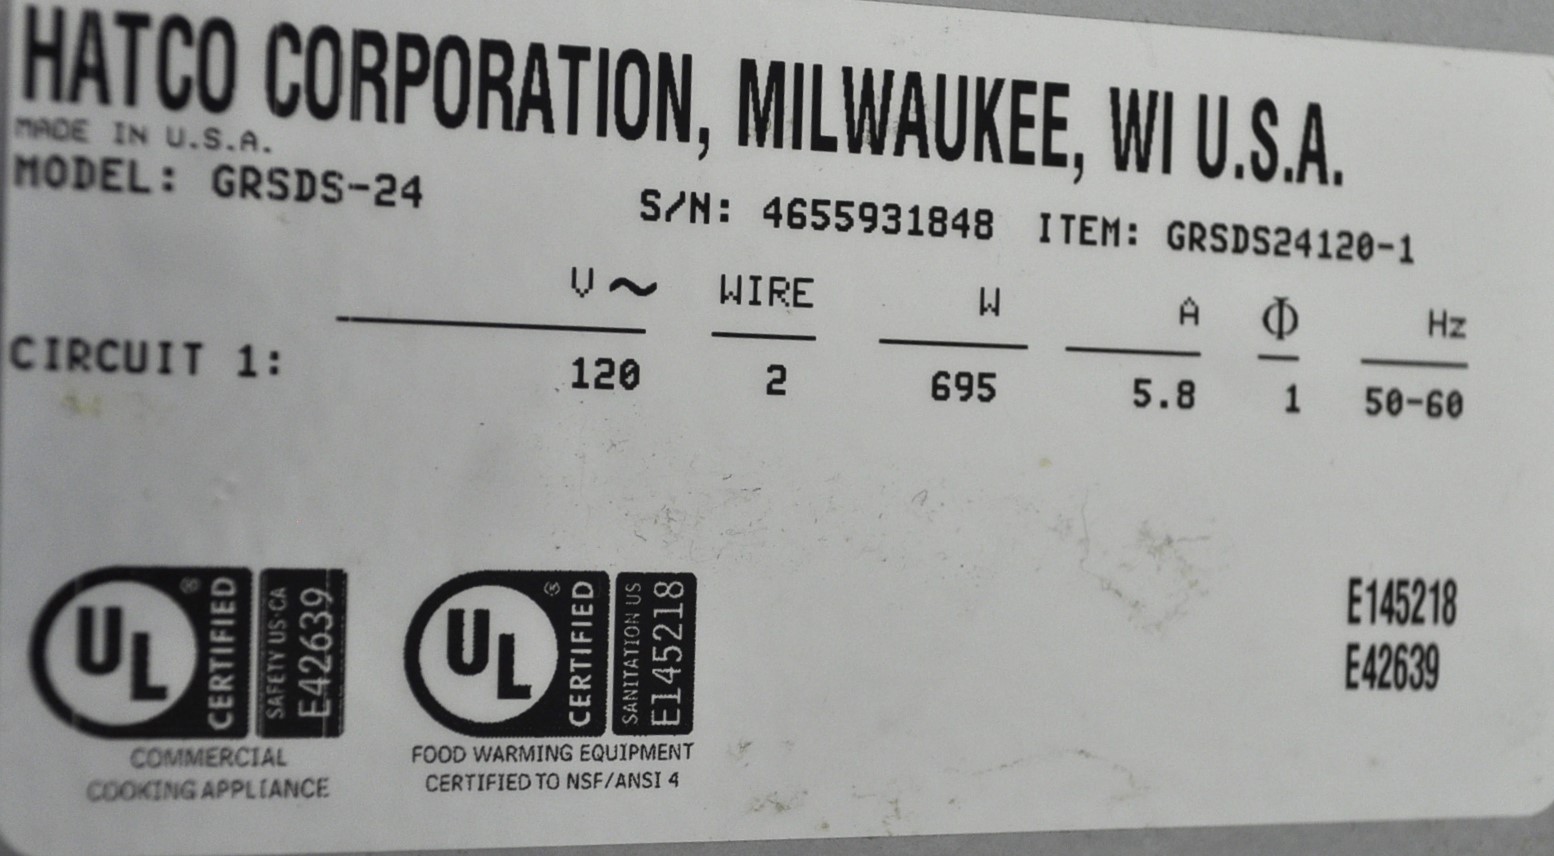 HATCO CORPORATION, MILWAUKEE, WI U.S.A.
MADE IN U.S.A.
MODEL: GRSDS-24 S/N: 4655931848 ITEM: GRSDS24120-1
V~ WIRE W A Φ Hz
CIRCUIT 1: 120 2 695 5.8 1 50-60
UL ® CERTIFIED SAFETY US·CA E42639
COMMERCIAL
COOKING APPLIANCE
UL ® CERTIFIED SANITATION US E145218
FOOD WARMING EQUIPMENT
CERTIFIED TO NSF/ANSI 4
E145218
E42639